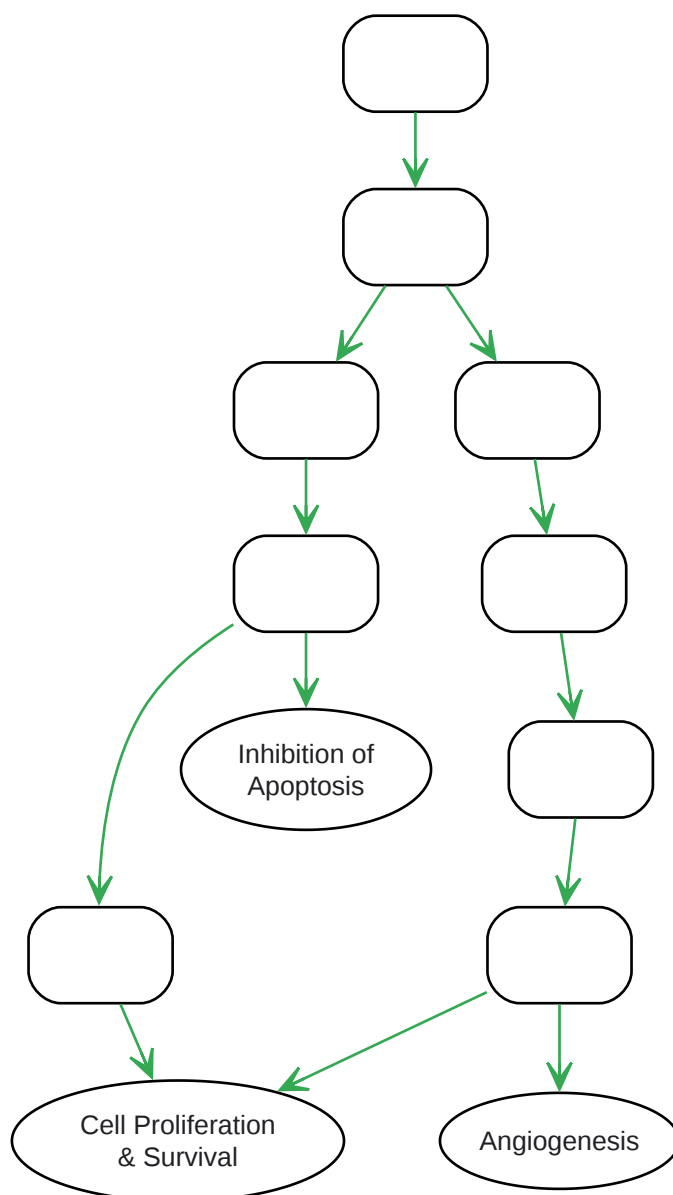 Inhibition of
Apoptosis
Cell Proliferation
& Survival
Angiogenesis